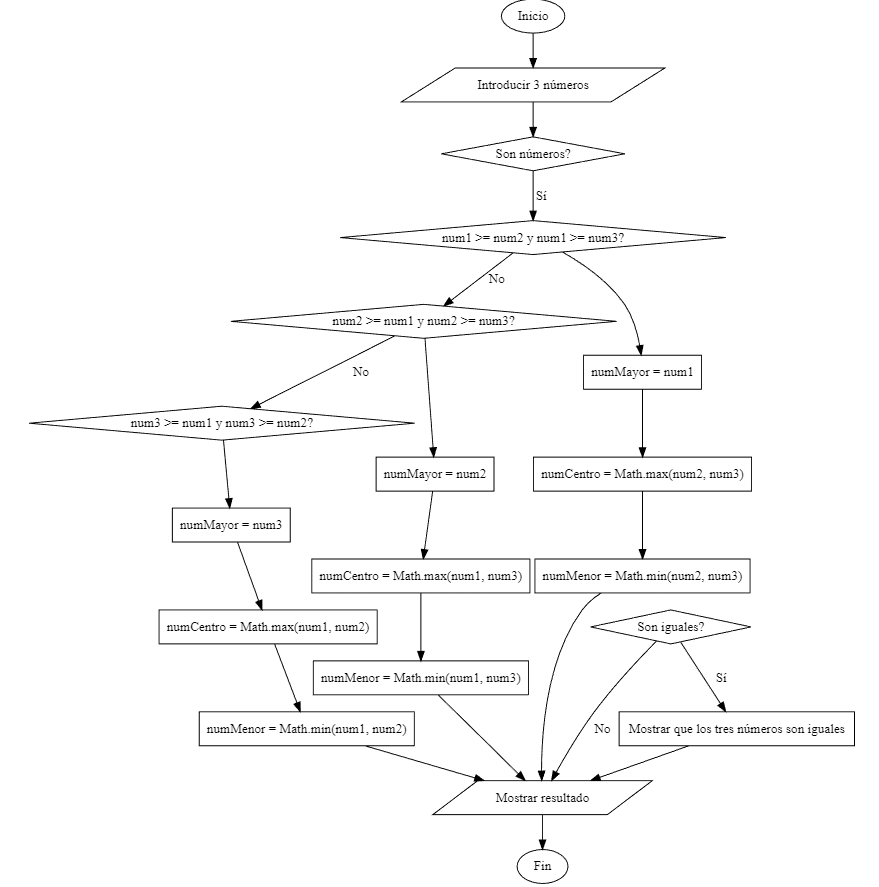 Inicio
Introducir 3 números
Son números?
Sí
num1 >= num2 y num1 >= num3?
No
num2 >= num1 y num2 >= num3?
No
numMayor = num1
num3 >= num1 y num3 >= num2?
numMayor = num2
numCentro = Math.max(num2, num3)
numMayor = num3
numCentro = Math.max(num1, num3)
numMenor = Math.min(num2, num3)
numCentro = Math.max(num1, num2)
Son iguales?
numMenor = Math.min(num1, num3)
Sí
numMenor = Math.min(num1, num2)
No
Mostrar que los tres números son iguales
Mostrar resultado
Fin